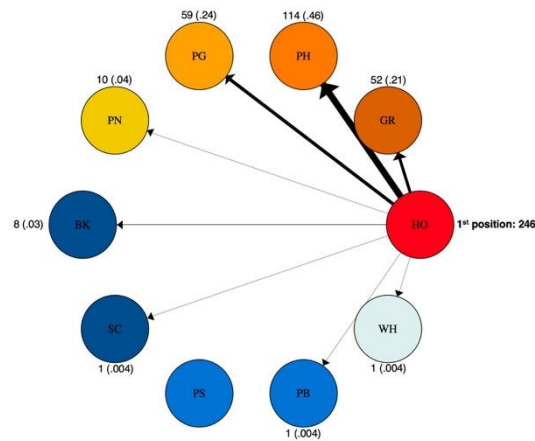 114 (.46)
59 (.24)
PH
PG
52 (.21)
10 (.04)
GR
PN
8 (.03)
BK
HO
1st position: 246
SC
WH
1 (.004)
1 (.004)
PS
PB
1 (.004)